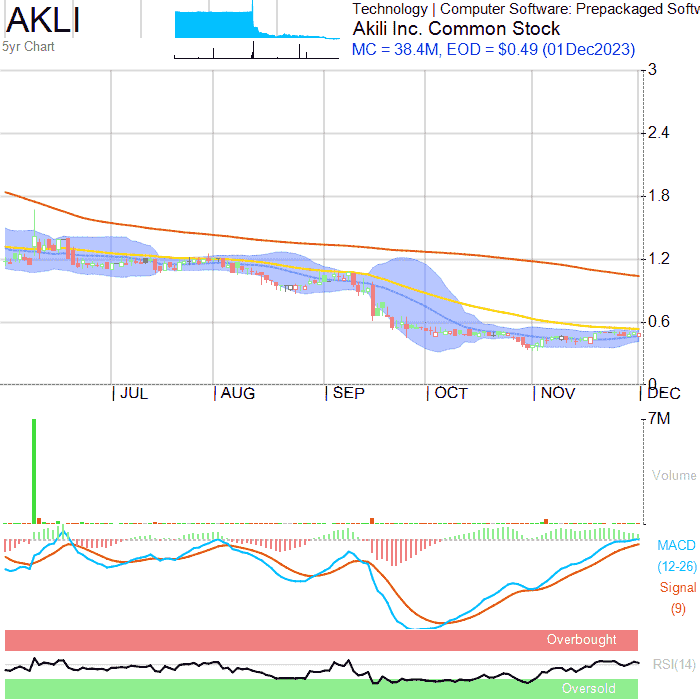 AKLI
5yr Chart
Technology | Computer Software: Prepackaged Softw
Akili Inc. Common Stock
MC = 38.4M, EOD = $0.49 (01Dec2023)
3
2.4
1.8
1.2
0.6
0
JUL AUG SEP OCT NOV DEC
7M
Volume
MACD
(12-26)
Signal
(9)
Overbought
RSI(14)
Oversold